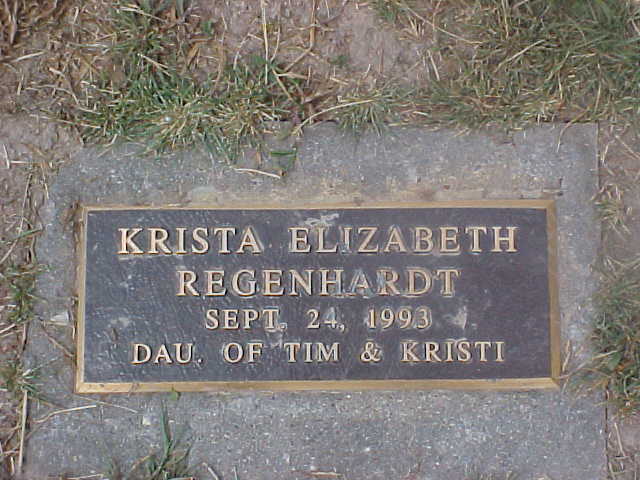 KRISTA ELIZABETH
REGENHARDT
SEPT. 24, 1993
DAU. OF TIM & KRISTI